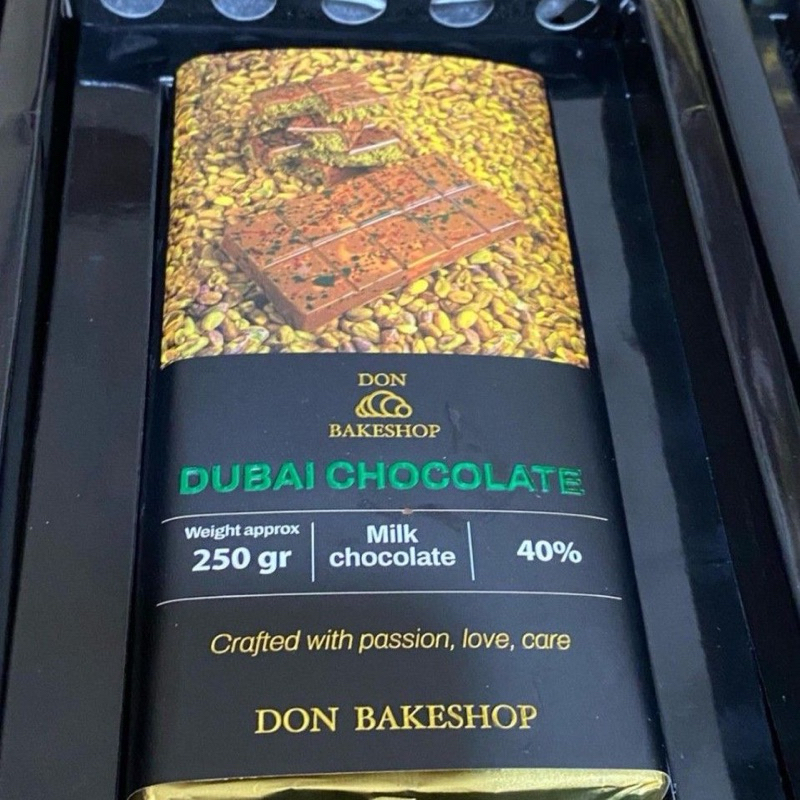 DON
BAKESHOP
DUBAI CHOCOLATE
Weight approx
250 gr
Milk
chocolate
40%
Crafted with passion, love, care
DON BAKESHOP